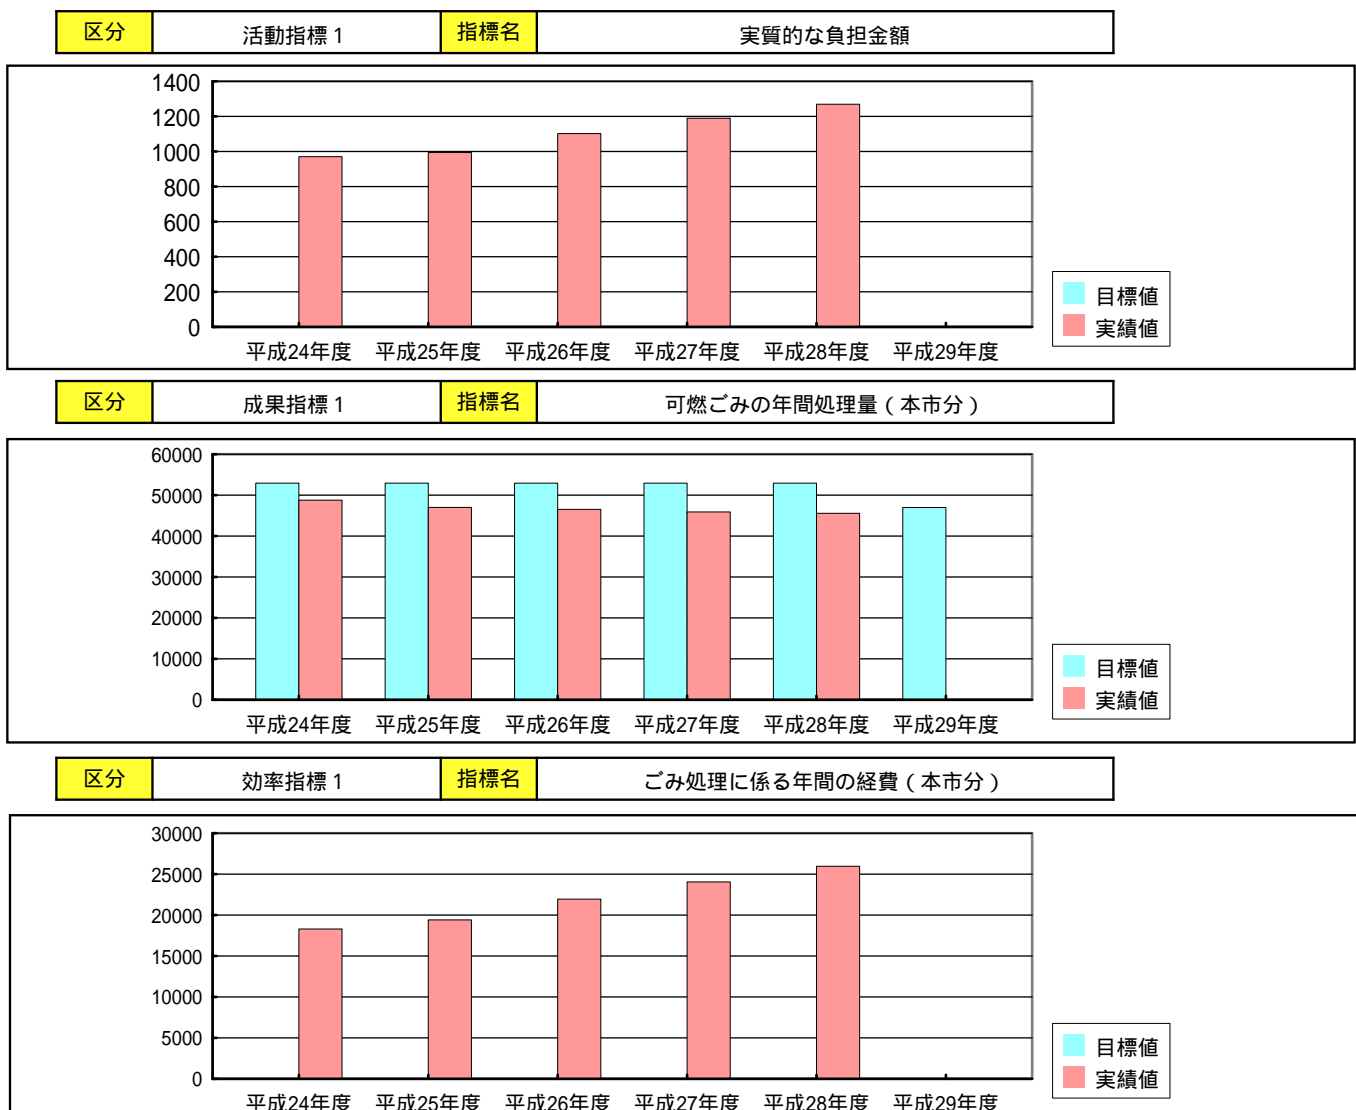 区分 活動指標1 指標名 実質的な負担金額
1400
1200
1000
800
600
400
200
0
平成24年度 平成25年度 平成26年度 平成27年度 平成28年度 平成29年度
目標値
実績値
区分 成果指標1 指標名 可燃ごみの年間処理量(本市分)
60000
50000
40000
30000
20000
10000
0
平成24年度 平成25年度 平成26年度 平成27年度 平成28年度 平成29年度
目標値
実績値
区分 効率指標1 指標名 ごみ処理に係る年間の経費(本市分)
30000
25000
20000
15000
10000
5000
0
平成24年度 平成25年度 平成26年度 平成27年度 平成28年度 平成29年度
目標値
実績値